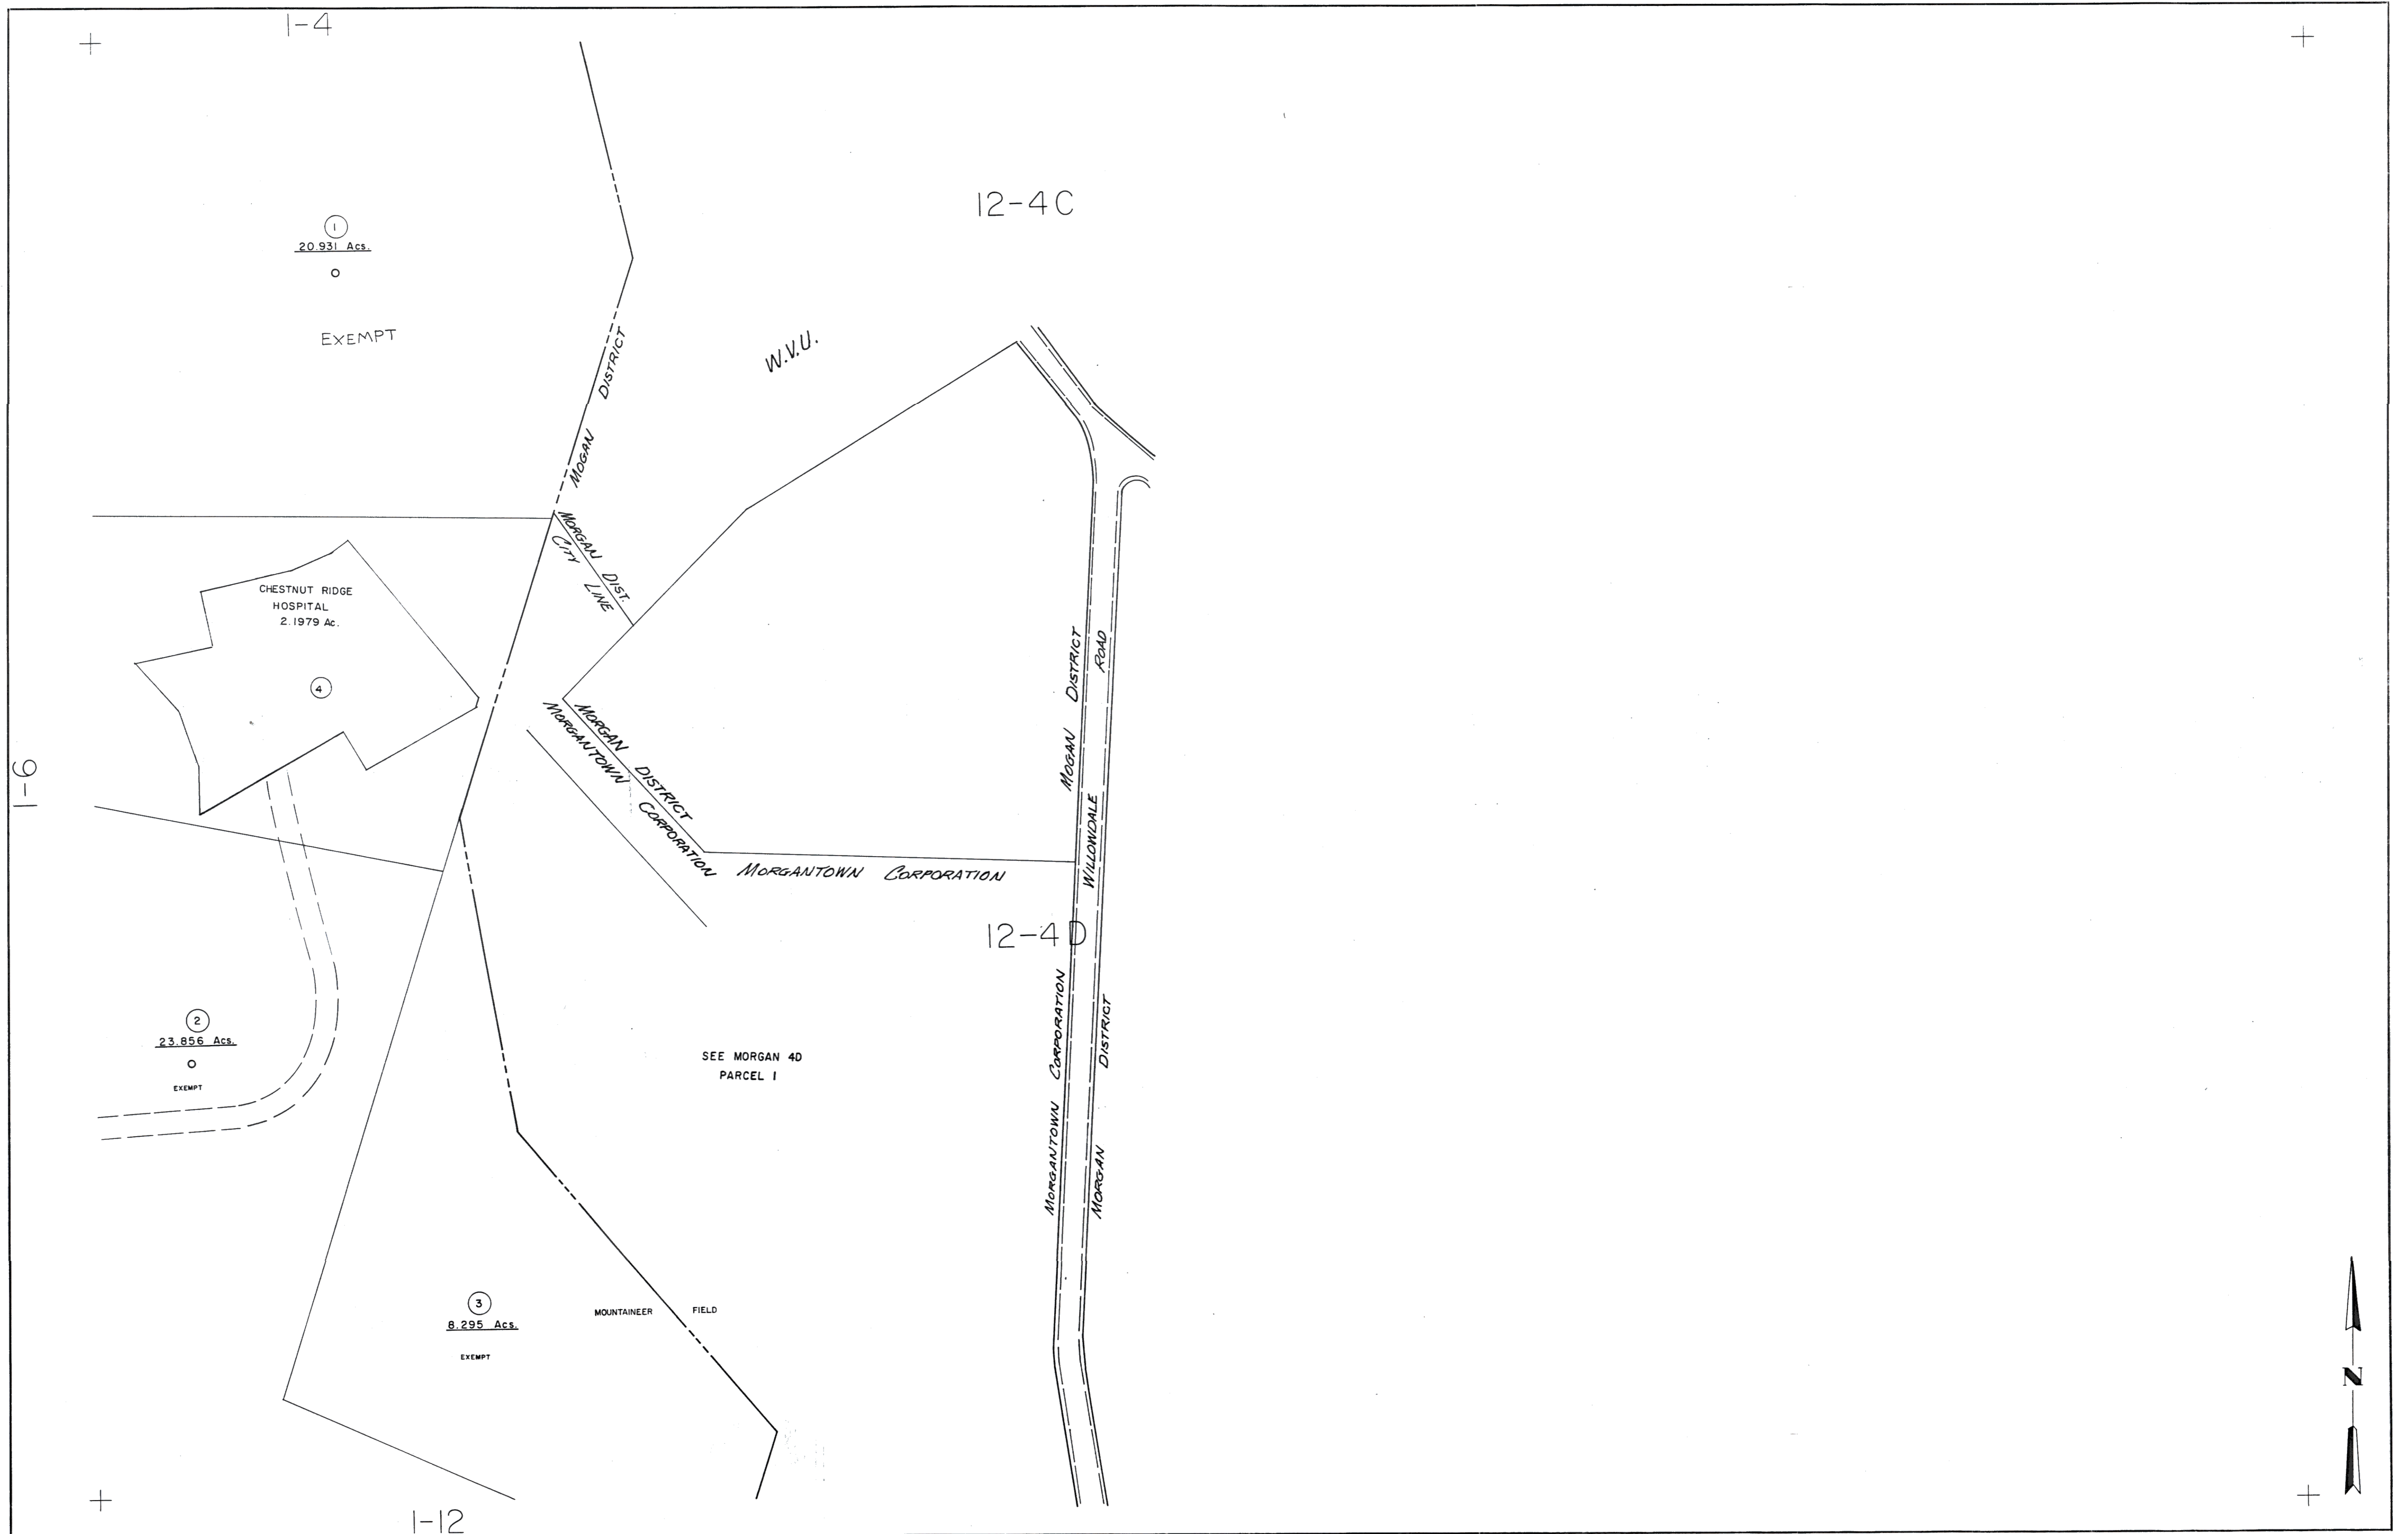 1-4
12-4C
1
20.931 Acs.
EXEMPT
W.V.U.
MOGAN DISTRICT
MORGAN DIST.
CITY LINE
CHESTNUT RIDGE
HOSPITAL
2.1979 Ac.
4
MORGAN DISTRICT
MORGANTOWN CORPORATION
MOGAN DISTRICT
WILLOWDALE ROAD
1-6
MORGANTOWN CORPORATION
12-4D
2
23.856 Acs.
EXEMPT
SEE MORGAN 4D
PARCEL 1
MORGANTOWN CORPORATION
MORGAN DISTRICT
3
8.295 Acs.
EXEMPT
MOUNTAINEER FIELD
N
1-12